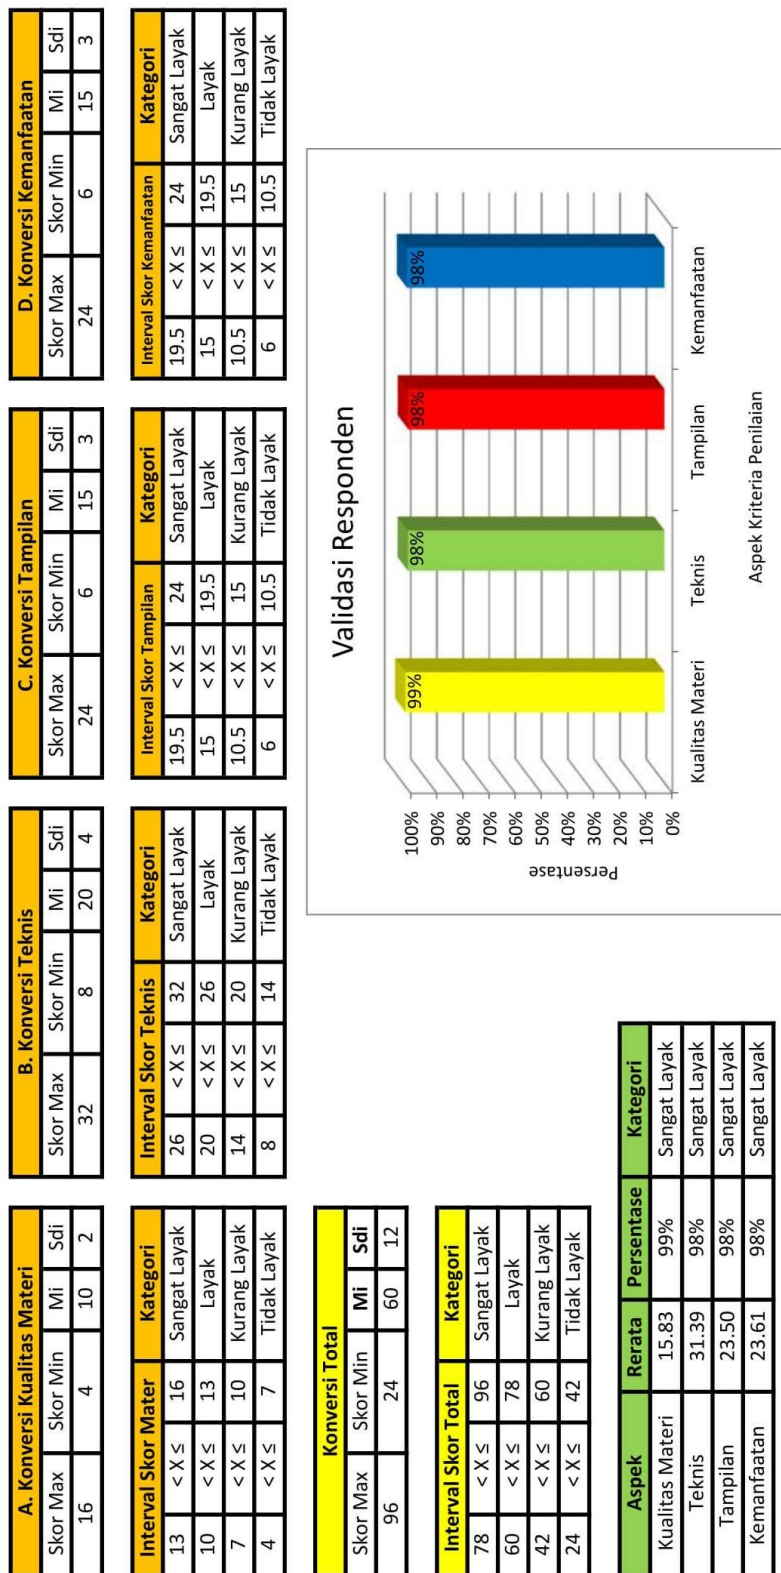 A. Konversi Kualitas Materi
Skor Max Skor Min Mi Sdi
16 4 10 2
Interval Skor Mater Kategori
13 < X ≤ 16 Sangat Layak
10 < X ≤ 13 Layak
7 < X ≤ 10 Kurang Layak
4 < X ≤ 7 Tidak Layak
B. Konversi Teknis
Skor Max Skor Min Mi Sdi
32 8 20 4
Interval Skor Teknis Kategori
26 < X ≤ 32 Sangat Layak
20 < X ≤ 26 Layak
14 < X ≤ 20 Kurang Layak
8 < X ≤ 14 Tidak Layak
C. Konversi Tampilan
Skor Max Skor Min Mi Sdi
24 6 15 3
Interval Skor Tampilan Kategori
19.5 < X ≤ 24 Sangat Layak
15 < X ≤ 19.5 Layak
10.5 < X ≤ 15 Kurang Layak
6 < X ≤ 10.5 Tidak Layak
D. Konversi Kemanfaatan
Skor Max Skor Min Mi Sdi
24 6 15 3
Interval Skor Kemanfaatan Kategori
19.5 < X ≤ 24 Sangat Layak
15 < X ≤ 19.5 Layak
10.5 < X ≤ 15 Kurang Layak
6 < X ≤ 10.5 Tidak Layak
Konversi Total
Skor Max Skor Min Mi Sdi
96 24 60 12
Interval Skor Total Kategori
78 < X ≤ 96 Sangat Layak
60 < X ≤ 78 Layak
42 < X ≤ 60 Kurang Layak
24 < X ≤ 42 Tidak Layak
Aspek Rerata Persentase Kategori
Kualitas Materi 15.83 99% Sangat Layak
Teknis 31.39 98% Sangat Layak
Tampilan 23.50 98% Sangat Layak
Kemanfaatan 23.61 98% Sangat Layak
Validasi Responden
Persentase
100%
90%
80%
70%
60%
50%
40%
30%
20%
10%
0%
99% 98% 98% 98%
Kualitas Materi Teknis Tampilan Kemanfaatan
Aspek Kriteria Penilaian